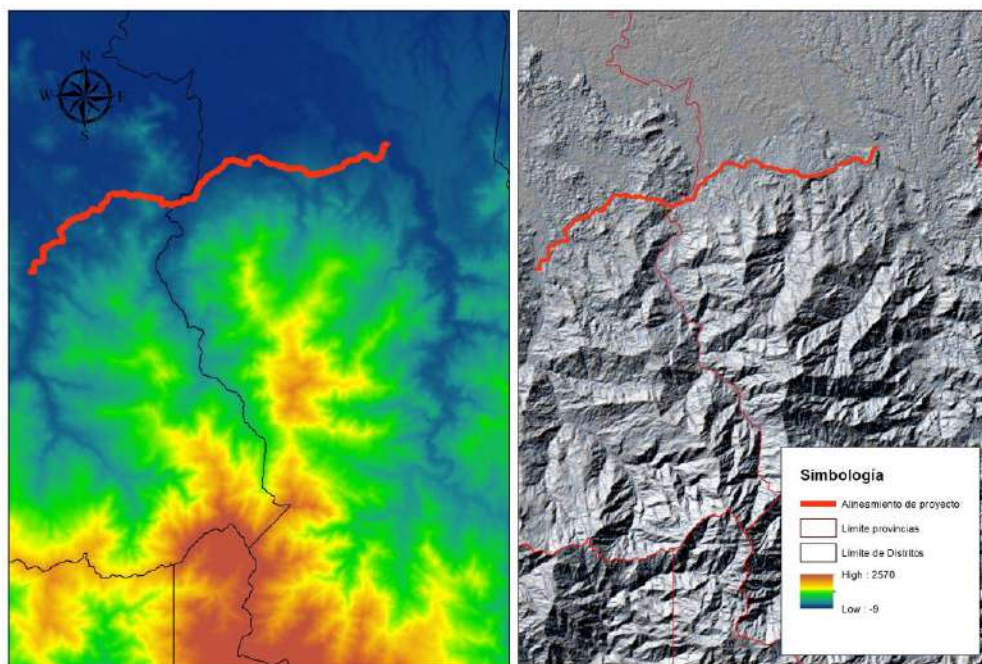 N
W E
S
Simbología
Alineamiento de proyecto
Límite provincias
Límite de Distritos
High : 2570
Low : -9